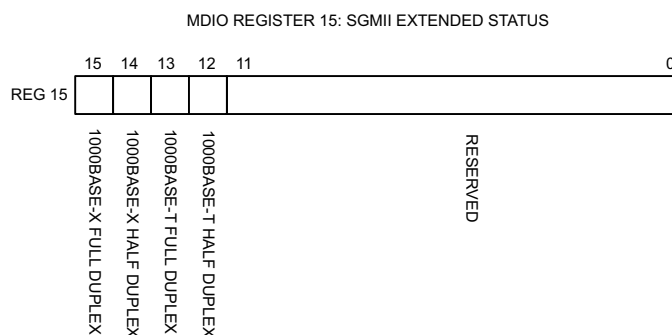 MDIO REGISTER 15: SGMII EXTENDED STATUS
15 14 13 12 11 0
REG 15
1000BASE-X FULL DUPLEX
1000BASE-X HALF DUPLEX
1000BASE-T FULL DUPLEX
1000BASE-T HALF DUPLEX
RESERVED